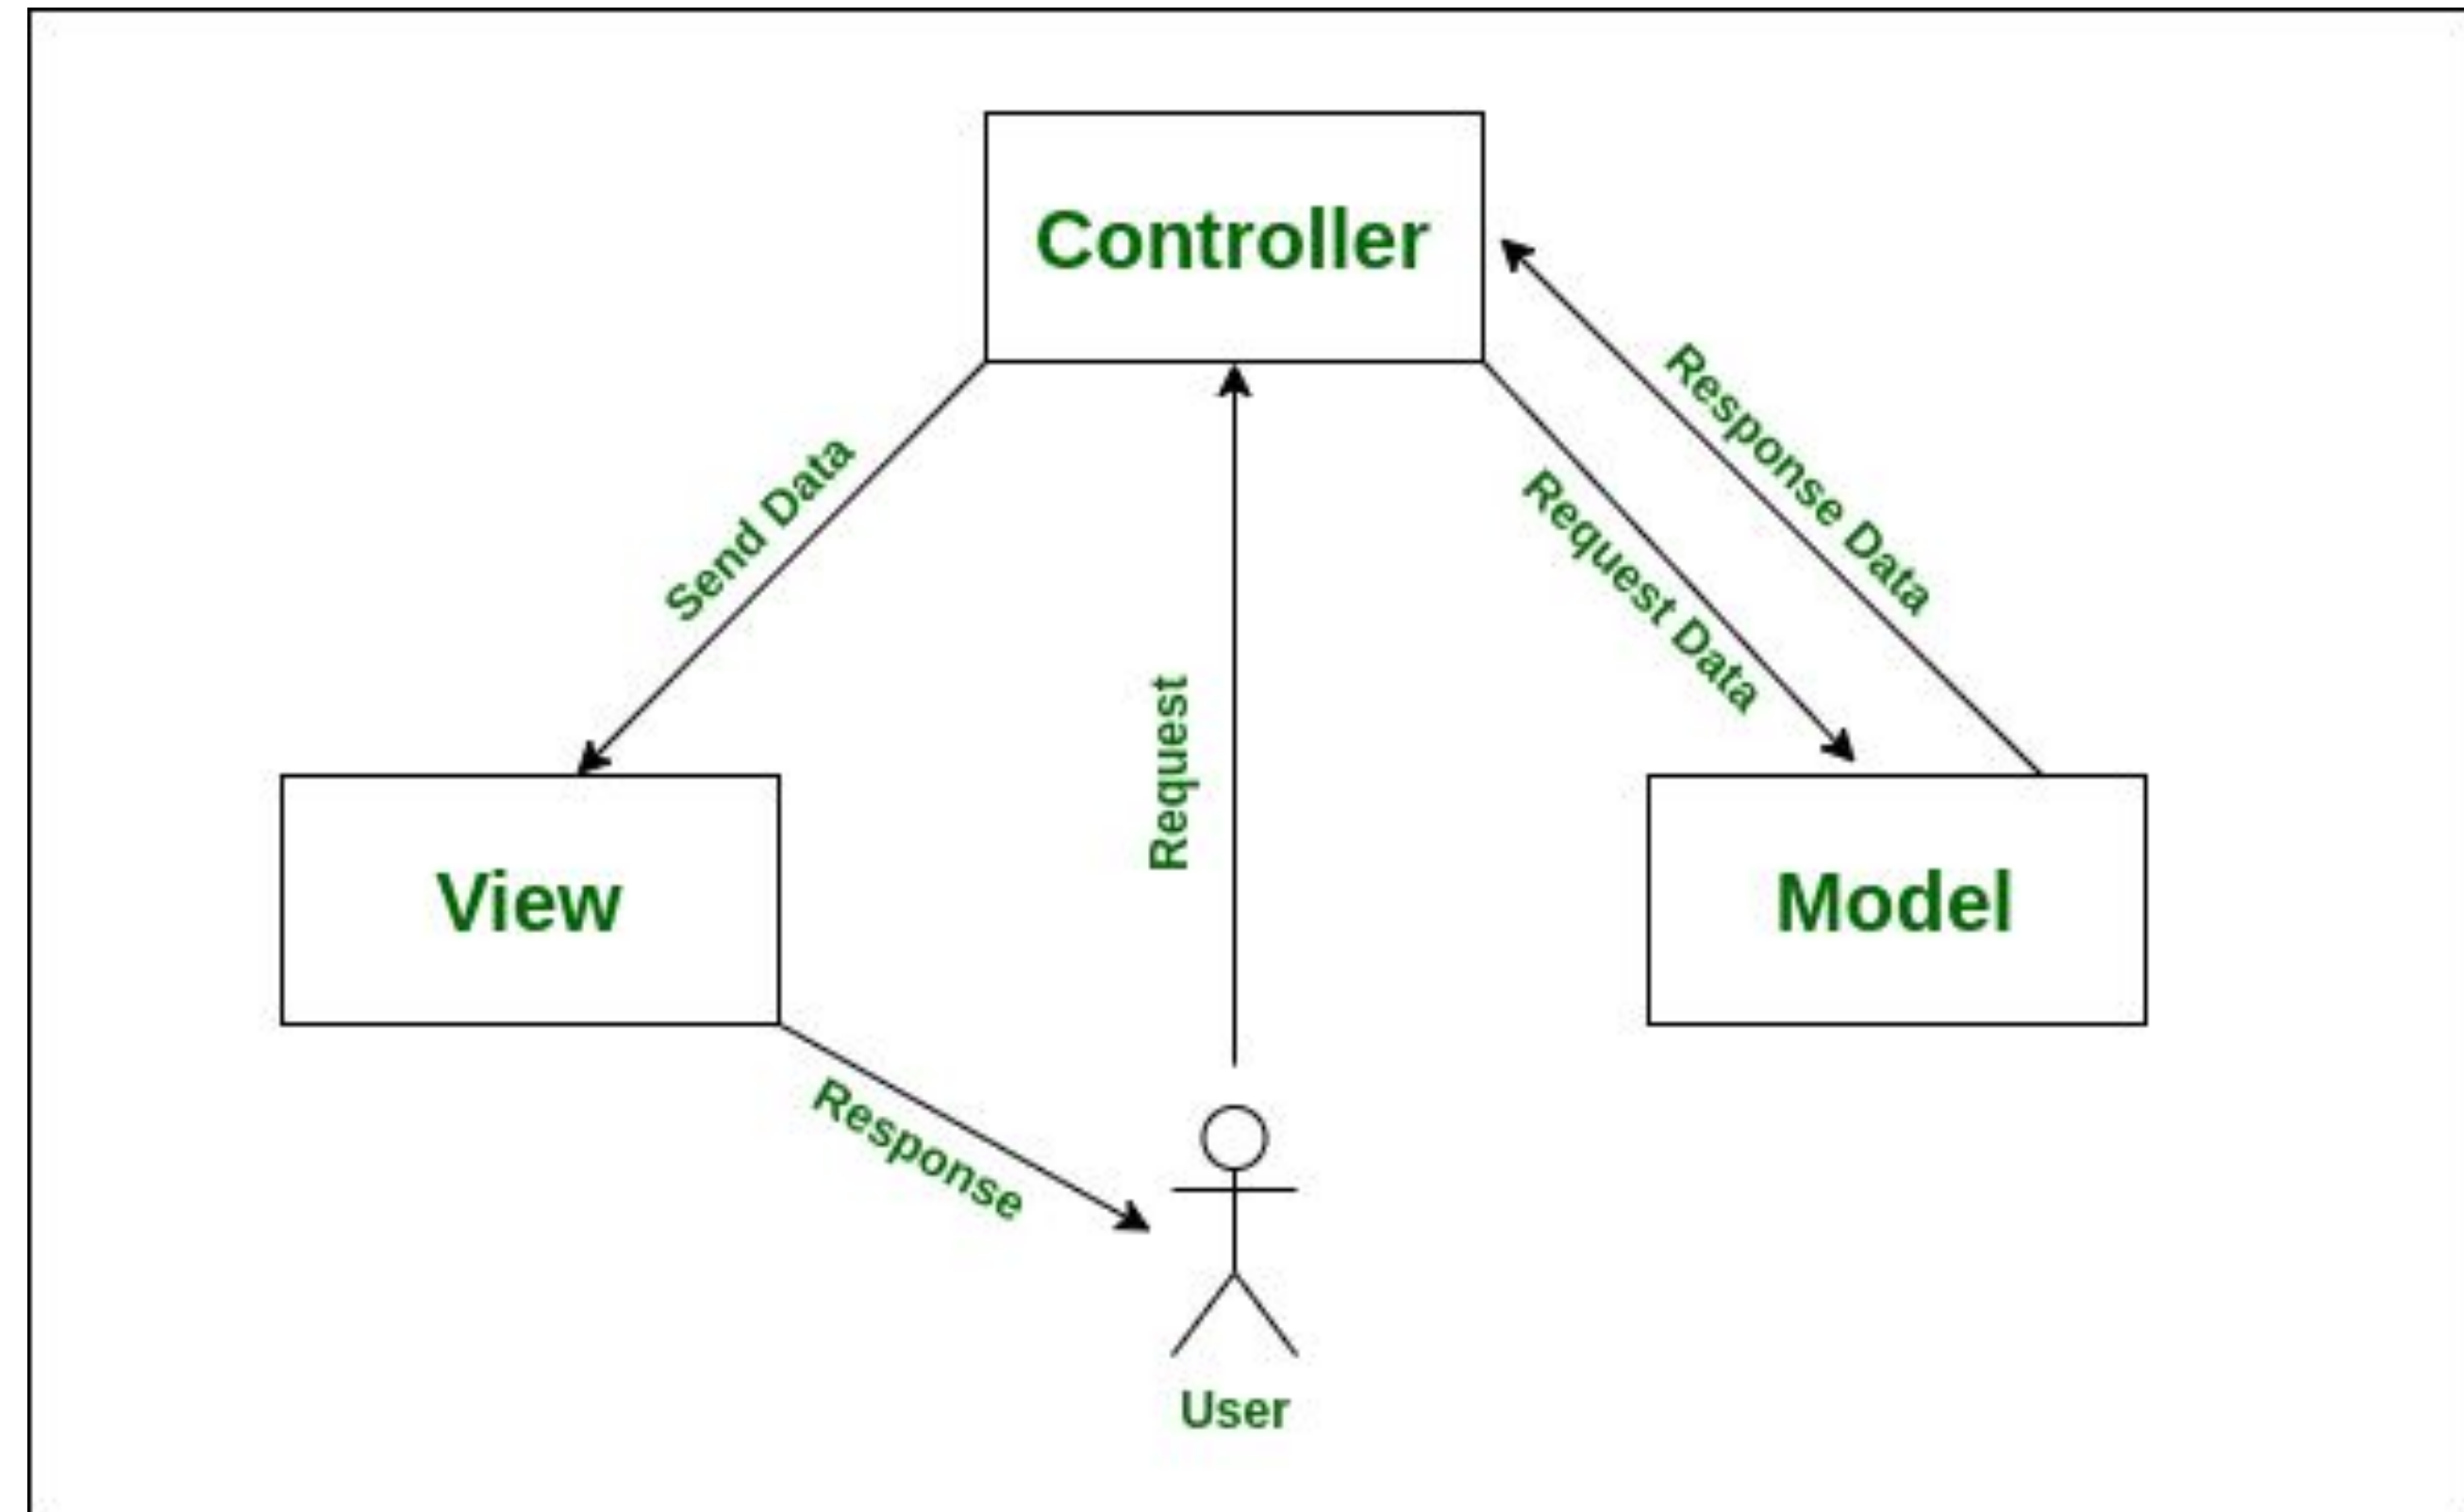 Controller
Send Data
Response Data
Request Data
Request
View
Model
Response
User